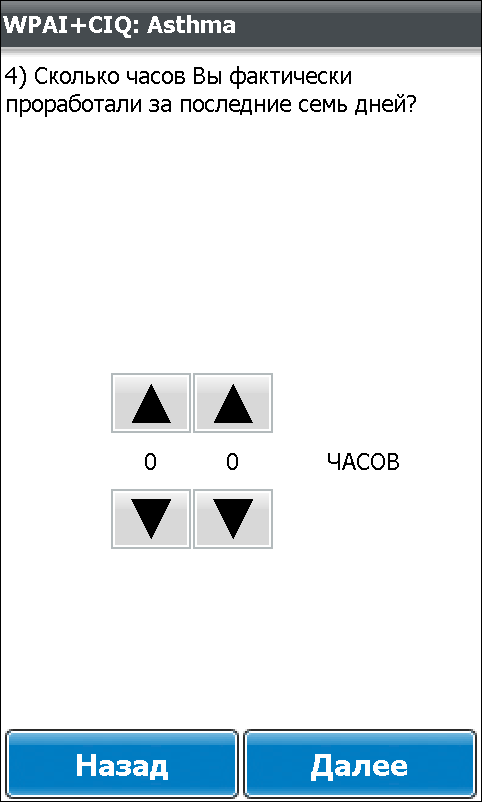 WPAI+CIQ: Asthma
4) Сколько часов Вы фактически
проработали за последние семь дней?
0 0 ЧАСОВ
Назад Далее